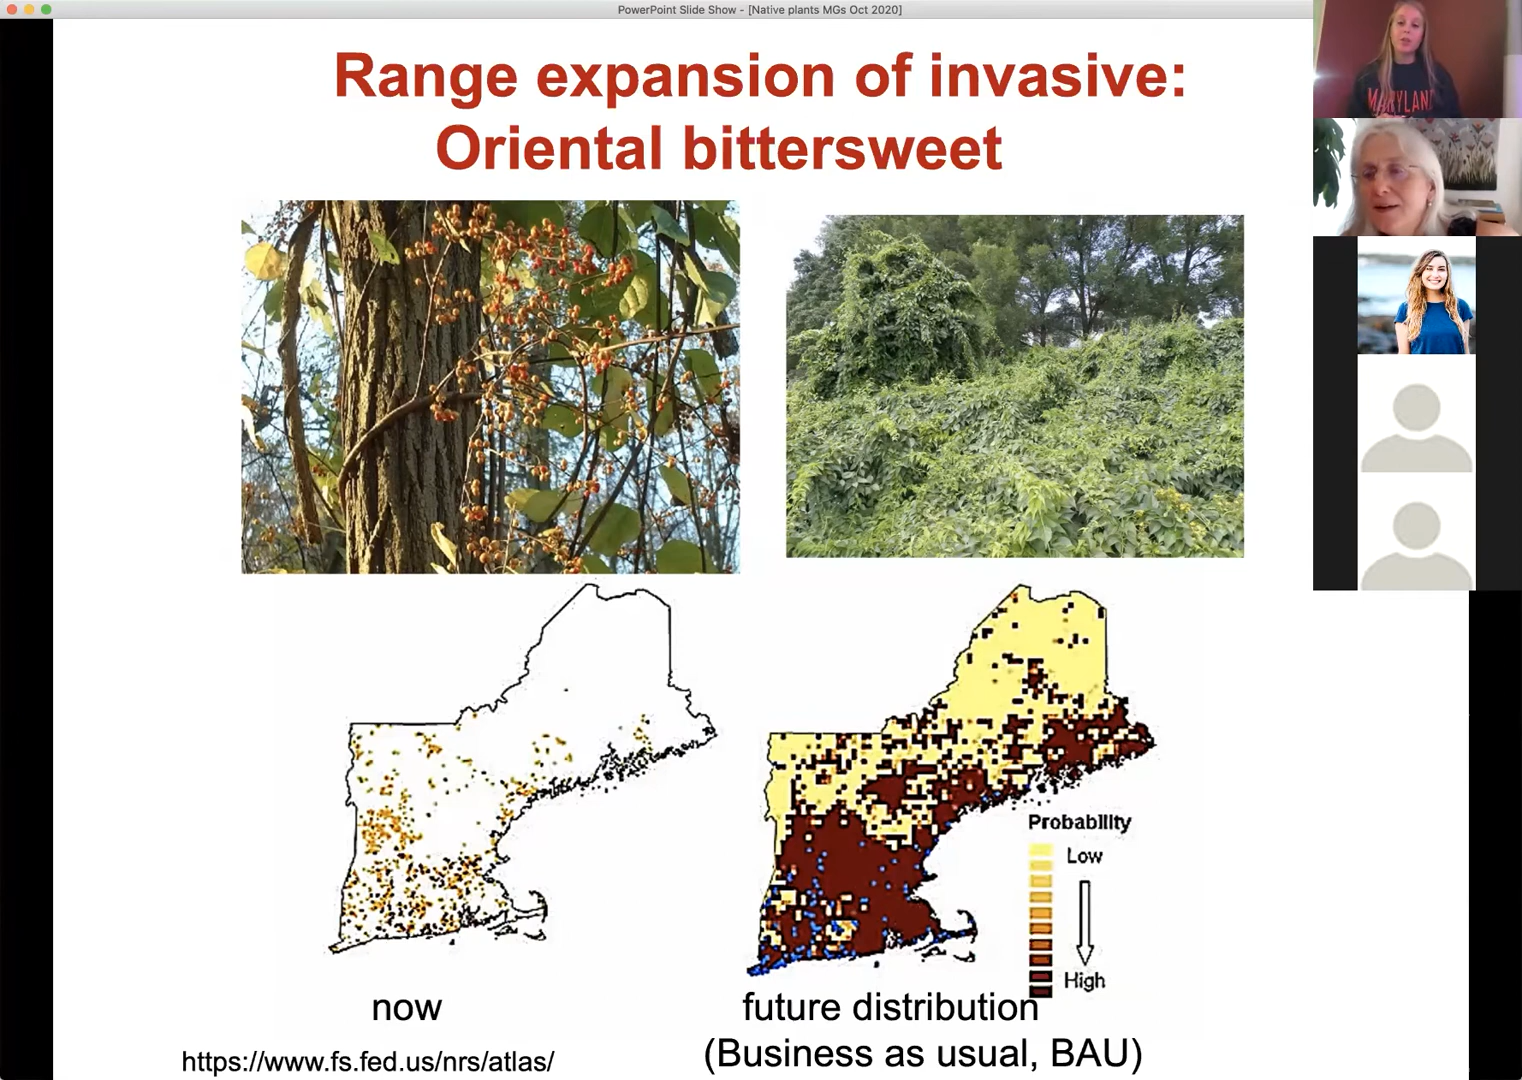 PowerPoint Slide Show - [Native plants MGs Oct 2020]
Range expansion of invasive:
Oriental bittersweet
MARYLAND
Probability
Low
High
now
future distribution
(Business as usual, BAU)
https://www.fs.fed.us/nrs/atlas/